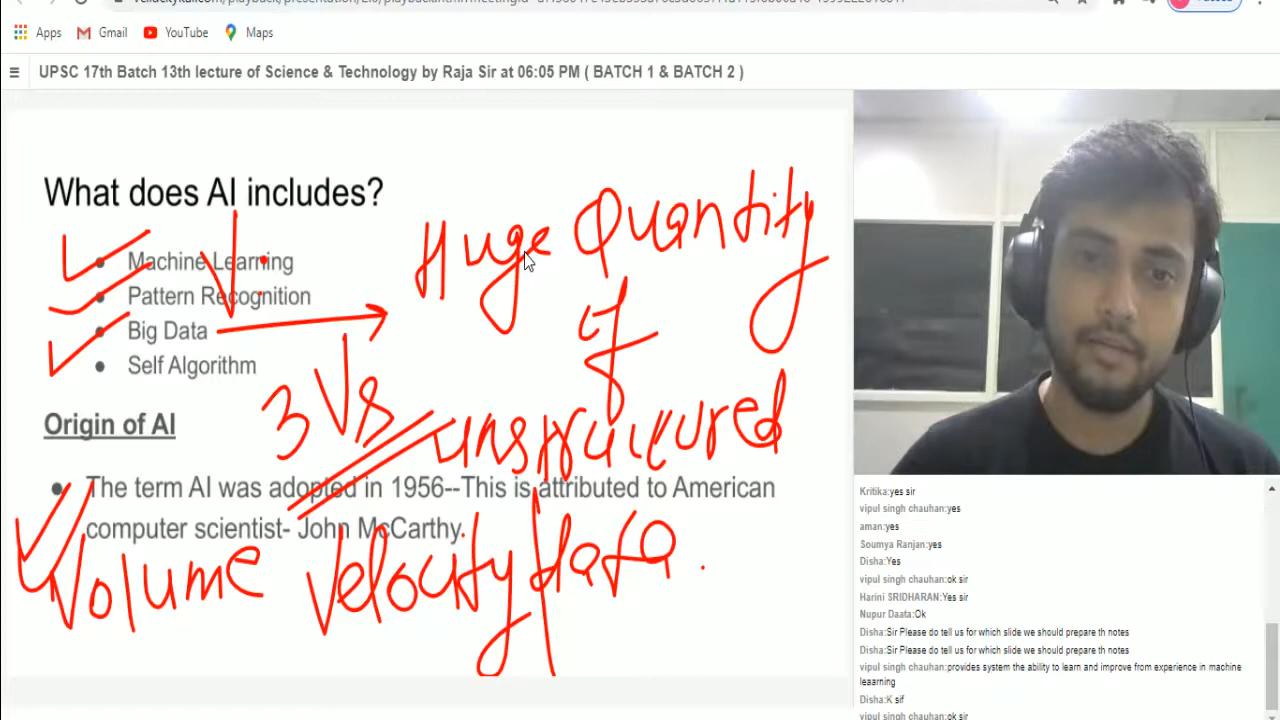 Apps Gmail YouTube Maps
UPSC 17th Batch 13th lecture of Science & Technology by Raja Sir at 06:05 PM ( BATCH 1 & BATCH 2 )
What does AI includes?
Machine Learning
Pattern Recognition
Big Data
Self Algorithm
Huge Quantity
of
unstructured
data.
3 Vs
Origin of AI
The term AI was adopted in 1956--This is attributed to American
computer scientist- John McCarthy.
Volume Velocity
Kritika:yes sir
vipul singh chauhan:yes
aman:yes
Soumya Ranjan:yes
Disha:Yes
vipul singh chauhan:ok sir
Harini SRIDHARAN:Yes sir
Nupur Daata:Ok
Disha:Sir Please do tell us for which slide we should prepare th notes
Disha:Sir Please do tell us for which slide we should prepare th notes
vipul singh chauhan:provides system the ability to learn and improve from experience in machine
leaarning
Disha:K sif
vipul singh chauhan:ok sir